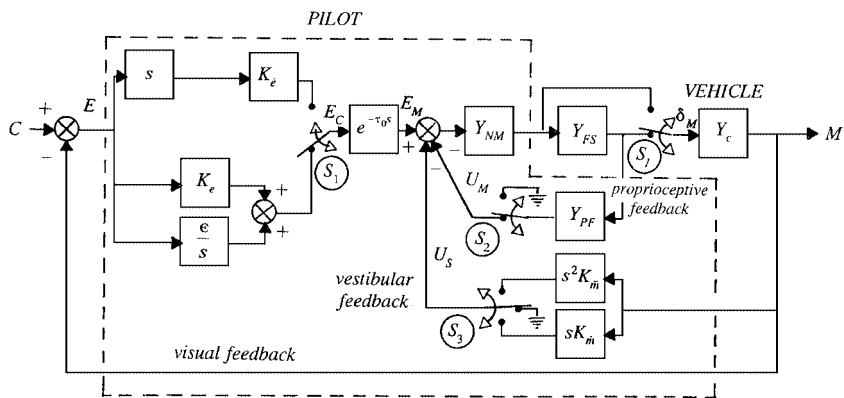 PILOT
VEHICLE
s
K_ė
C
+
−
E
E_C
e^{−τ₀s}
E_M
+
−
−
Y_NM
Y_FS
δ_M
Y_c
M
S_1
S_1
K_e
+
+
ϵ/s
proprioceptive
feedback
U_M
S_2
Y_PF
U_S
vestibular
feedback
S_3
s²K_m̈
sK_ṁ
visual feedback